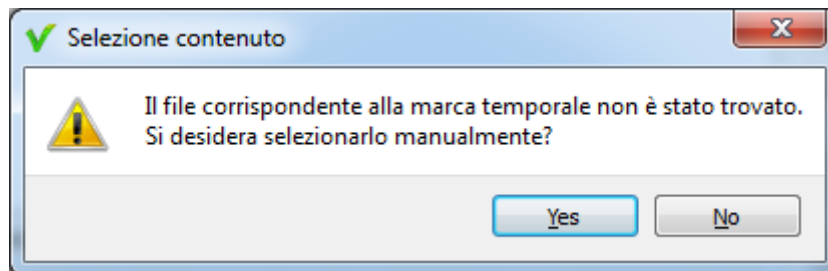 Selezione contenuto
Il file corrispondente alla marca temporale non è stato trovato.
Si desidera selezionarlo manualmente?
Yes
No